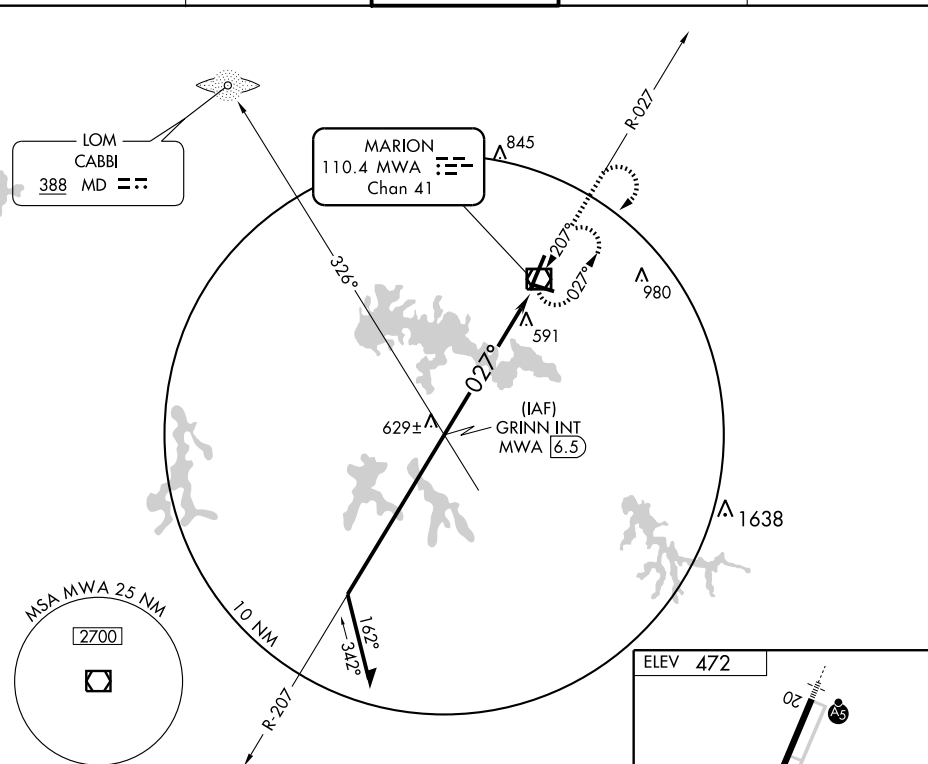 LOM
CABBI
388 MD
MARION
110.4 MWA
Chan 41
845
R-027
207°
027°
980
591
326°
027°
629±
(IAF)
GRINN INT
MWA 6.5
1638
MSA MWA 25 NM
2700
10 NM
162°
342°
R-207
ELEV 472
20
A5